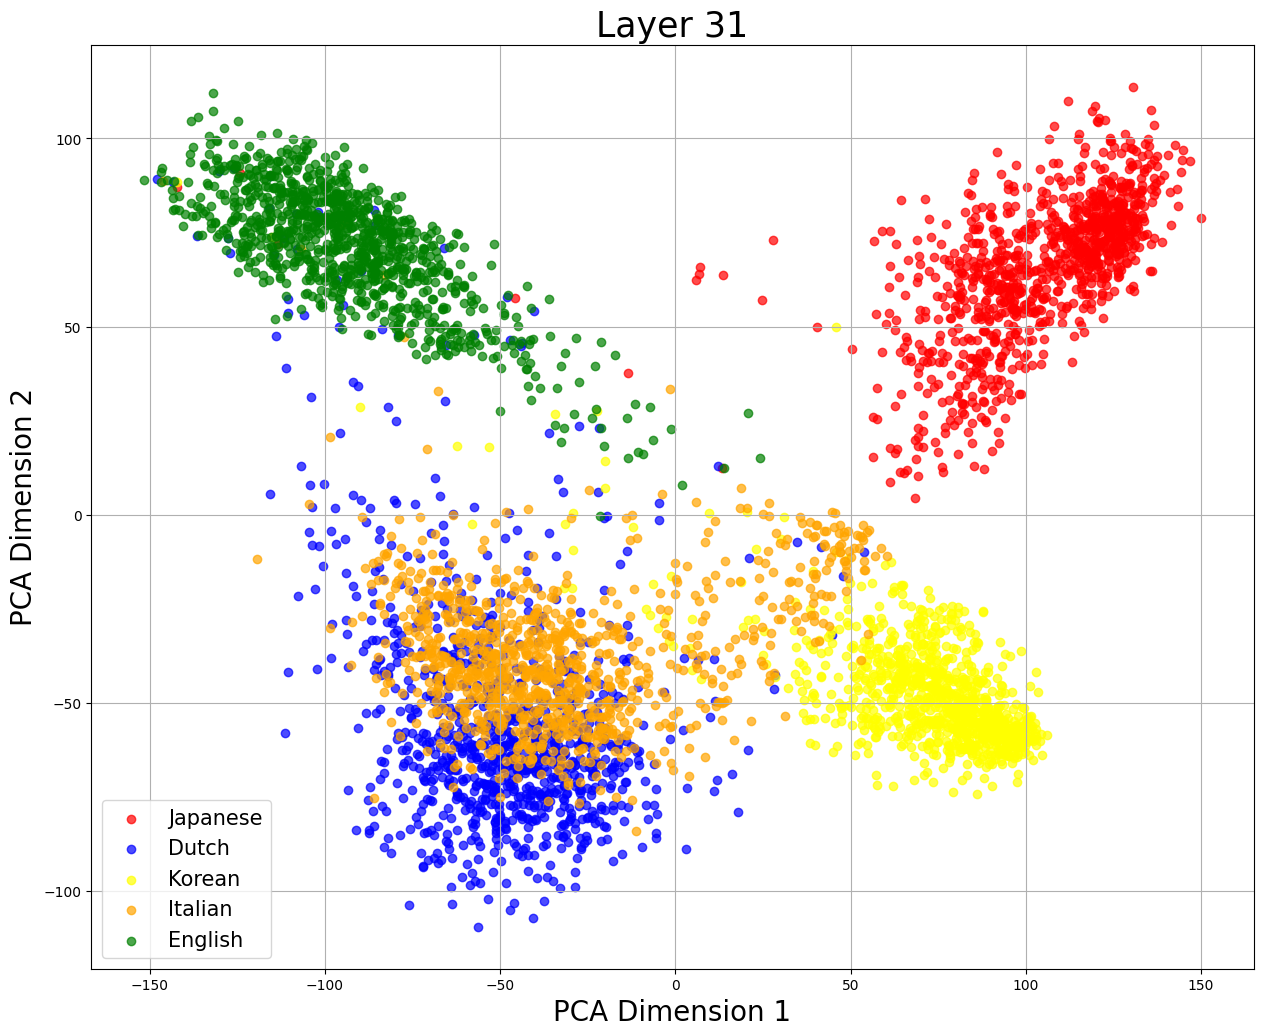 Layer 31
PCA Dimension 2
100
50
0
−50
−100
Japanese
Dutch
Korean
Italian
English
−150
−100
−50
0
50
100
150
PCA Dimension 1